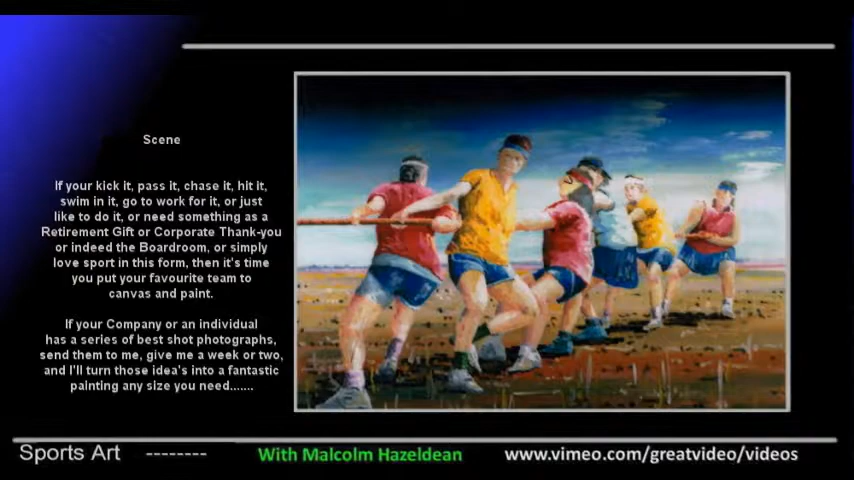 Scene
If your kick it, pass it, chase it, hit it,
swim in it, go to work for it, or just
like to do it, or need something as a
Retirement Gift or Corporate Thank-you
or indeed the Boardroom, or simply
love sport in this form, then it's time
you put your favourite team to
canvas and paint.
If your Company or an individual
has a series of best shot photographs,
send them to me, give me a week or two,
and I'll turn those idea's into a fantastic
painting any size you need.......
Sports Art -------- With Malcolm Hazeldean www.vimeo.com/greatvideo/videos